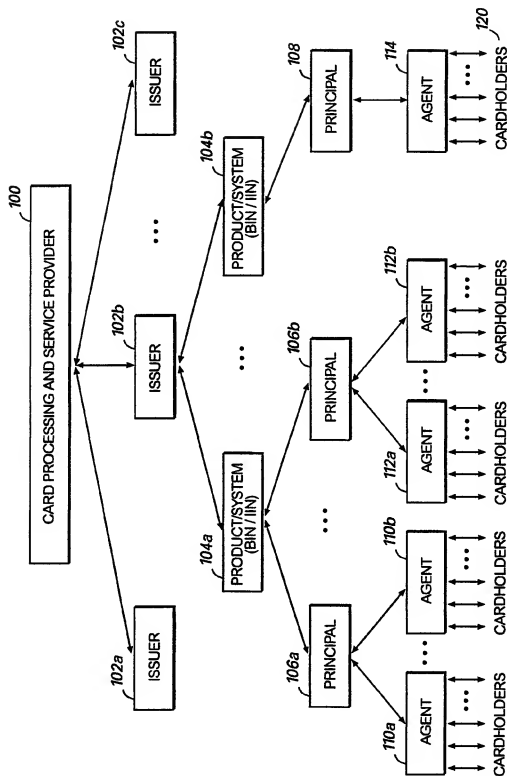 100
CARD PROCESSING AND SERVICE PROVIDER
102a
ISSUER
102b
ISSUER
102c
ISSUER
104a
PRODUCT/SYSTEM
(BIN / IIN)
104b
PRODUCT/SYSTEM
(BIN / IIN)
106a
PRINCIPAL
106b
PRINCIPAL
108
PRINCIPAL
110a
AGENT
110b
AGENT
112a
AGENT
112b
AGENT
114
AGENT
CARDHOLDERS
CARDHOLDERS
CARDHOLDERS
CARDHOLDERS
CARDHOLDERS
120